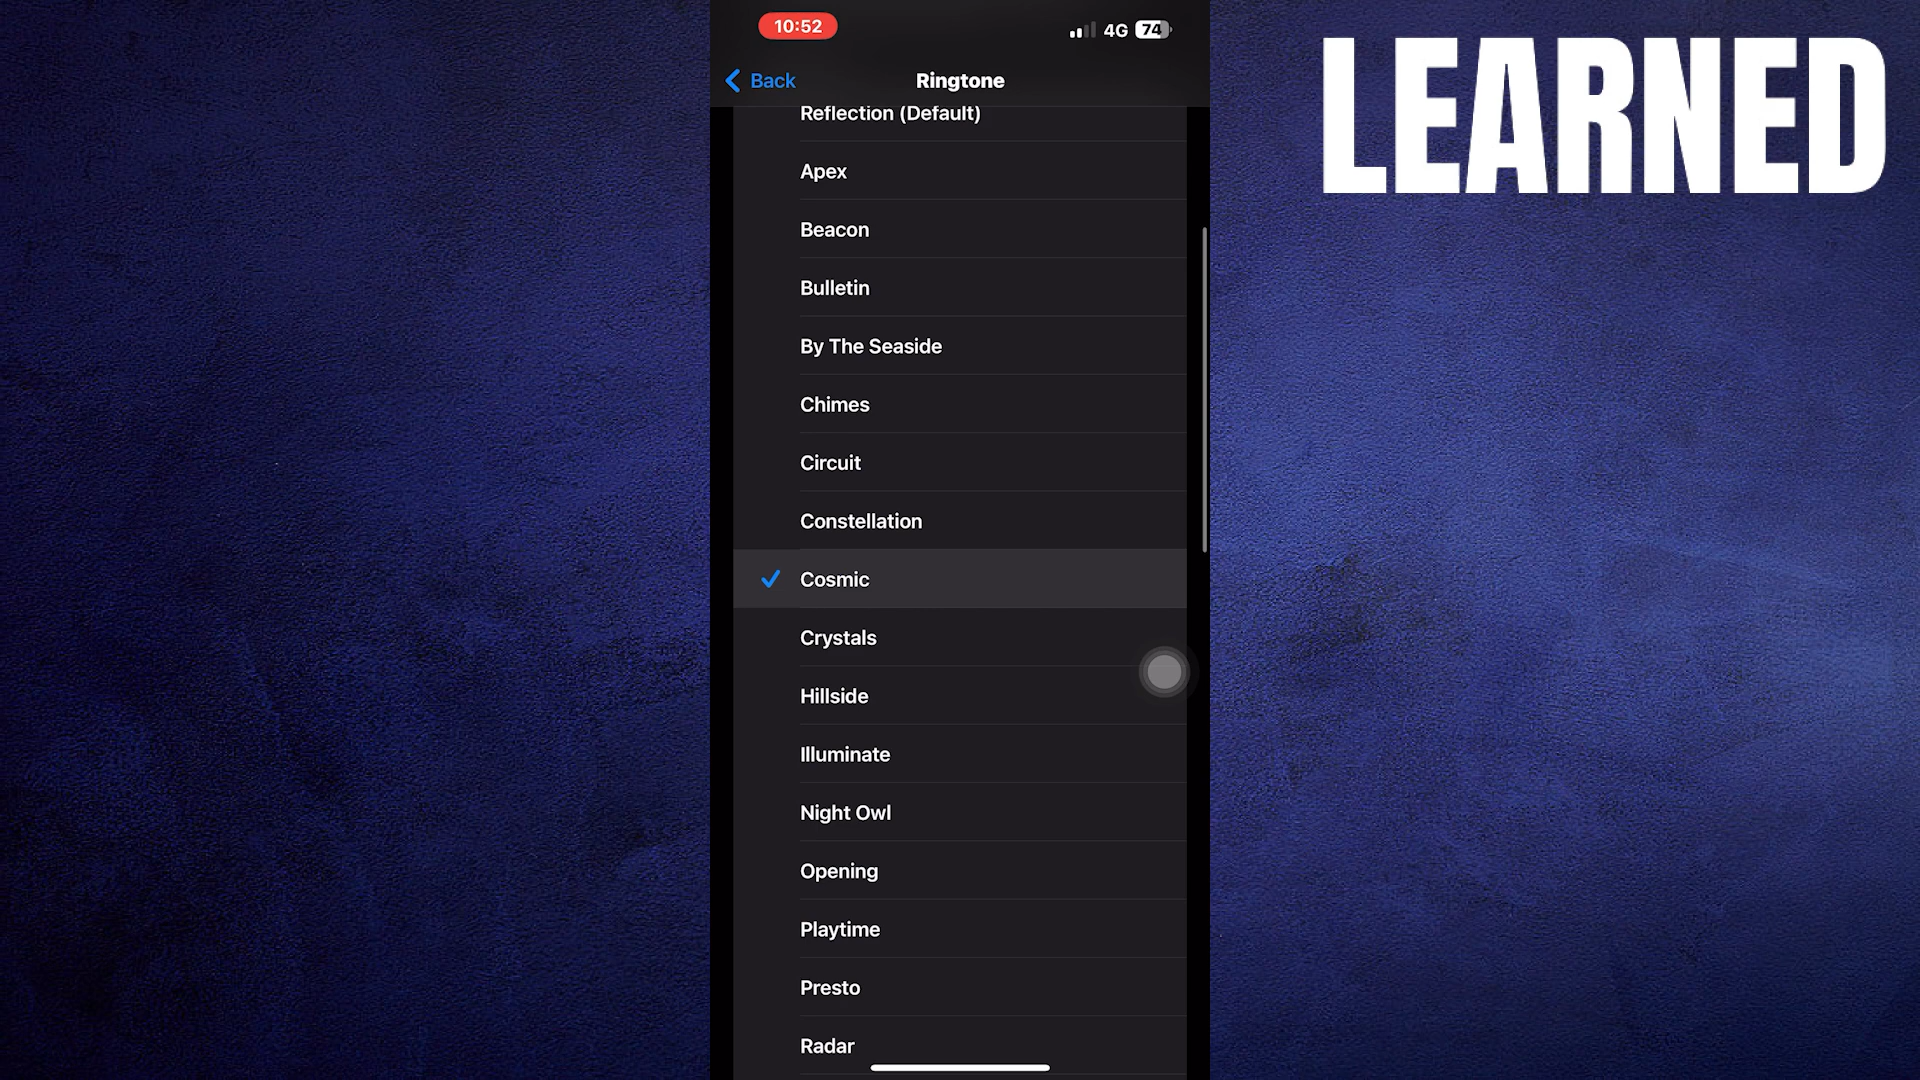 10:52
4G 74
Back
Ringtone
LEARNED
Reflection (Default)
Apex
Beacon
Bulletin
By The Seaside
Chimes
Circuit
Constellation
Cosmic
Crystals
Hillside
Illuminate
Night Owl
Opening
Playtime
Presto
Radar